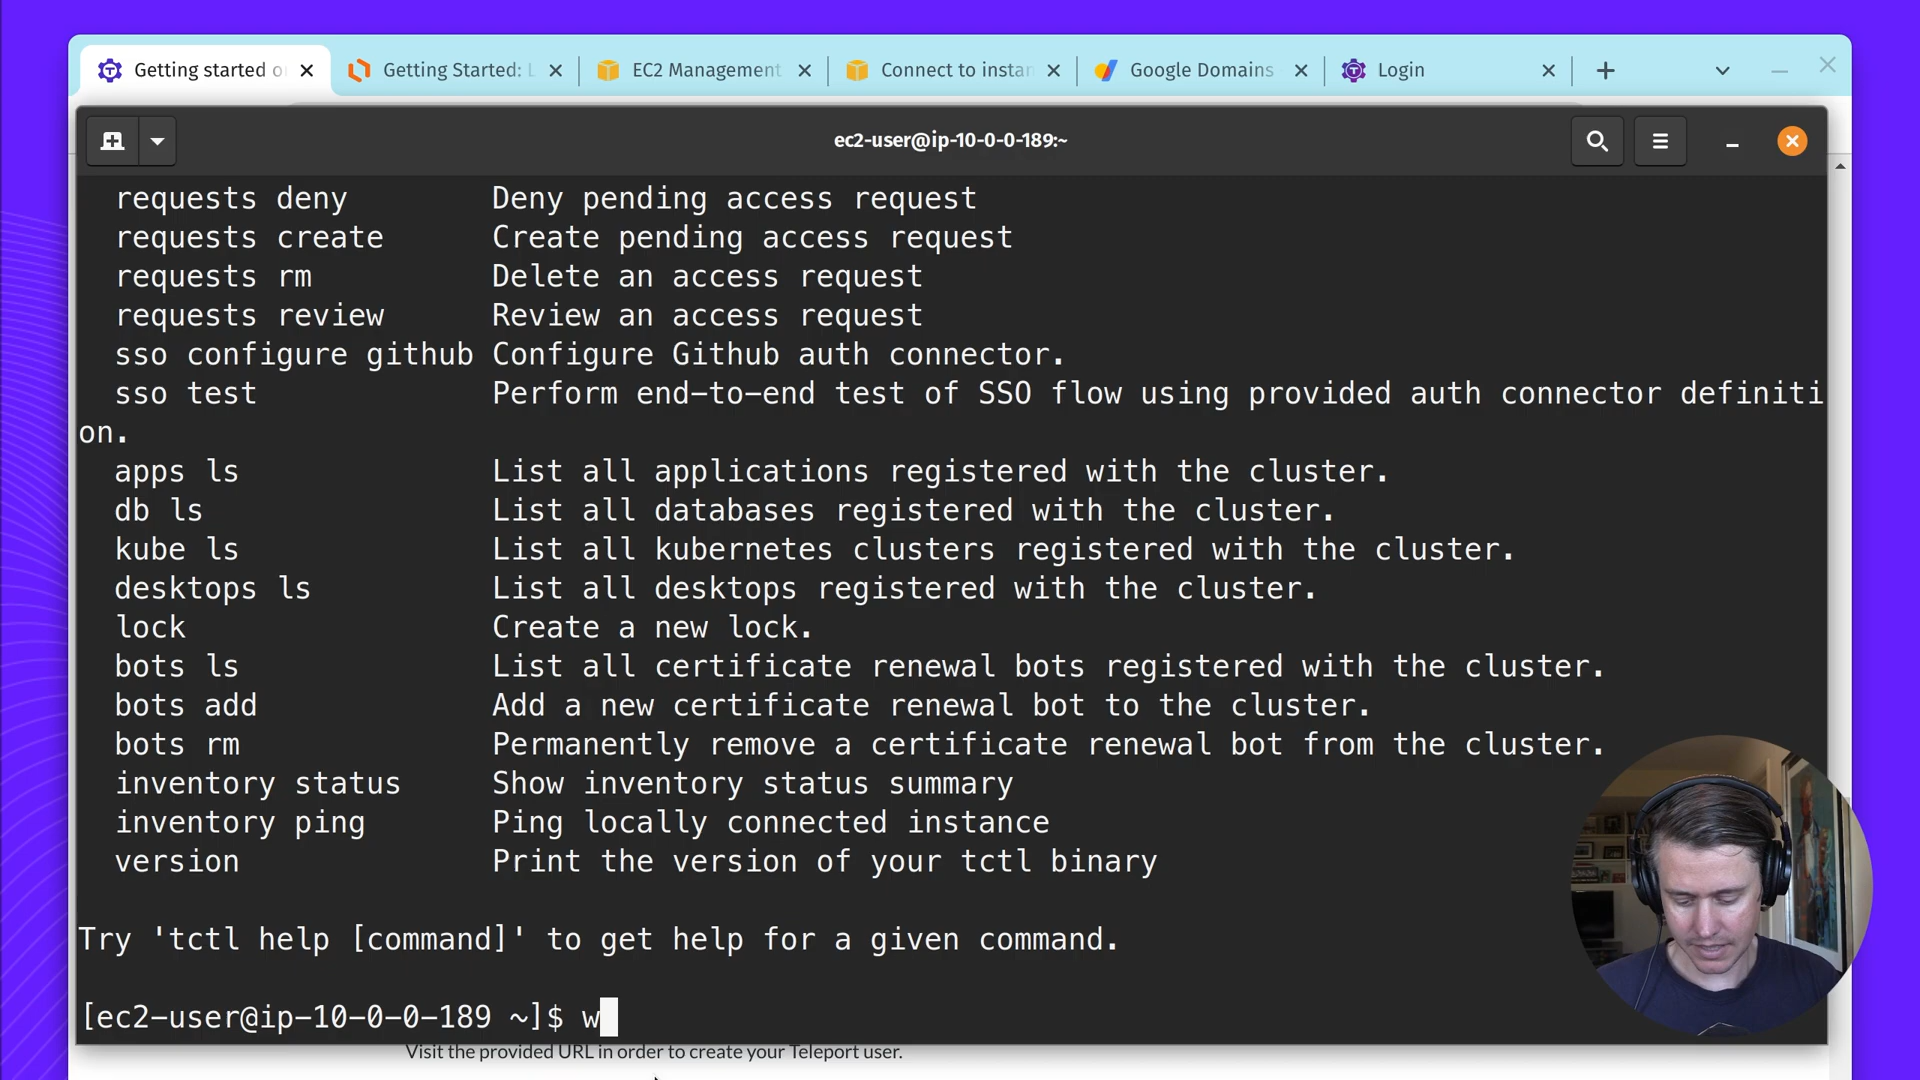 Getting started o
Getting Started: L
EC2 Management
Connect to instan
Google Domains
Login
ec2-user@ip-10-0-0-189:~
requests deny Deny pending access request
requests create Create pending access request
requests rm Delete an access request
requests review Review an access request
sso configure github Configure Github auth connector.
sso test Perform end-to-end test of SSO flow using provided auth connector definiti
on.
apps ls List all applications registered with the cluster.
db ls List all databases registered with the cluster.
kube ls List all kubernetes clusters registered with the cluster.
desktops ls List all desktops registered with the cluster.
lock Create a new lock.
bots ls List all certificate renewal bots registered with the cluster.
bots add Add a new certificate renewal bot to the cluster.
bots rm Permanently remove a certificate renewal bot from the cluster.
inventory status Show inventory status summary
inventory ping Ping locally connected instance
version Print the version of your tctl binary
Try 'tctl help [command]' to get help for a given command.
[ec2-user@ip-10-0-0-189 ~]$ w
Visit the provided URL in order to create your Teleport user.